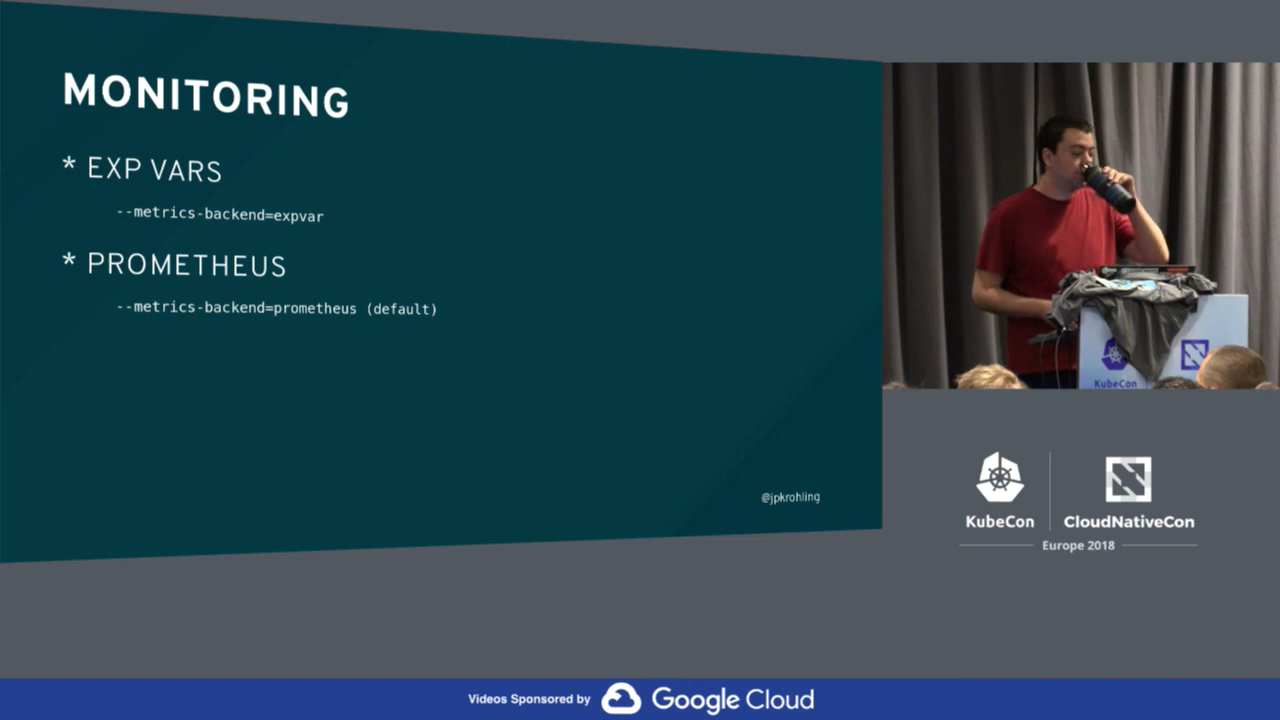 MONITORING
* EXP VARS
--metrics-backend=expvar
* PROMETHEUS
--metrics-backend=prometheus (default)
@jpkrohling
KubeCon
KubeCon
CloudNativeCon
Europe 2018
Videos Sponsored by Google Cloud